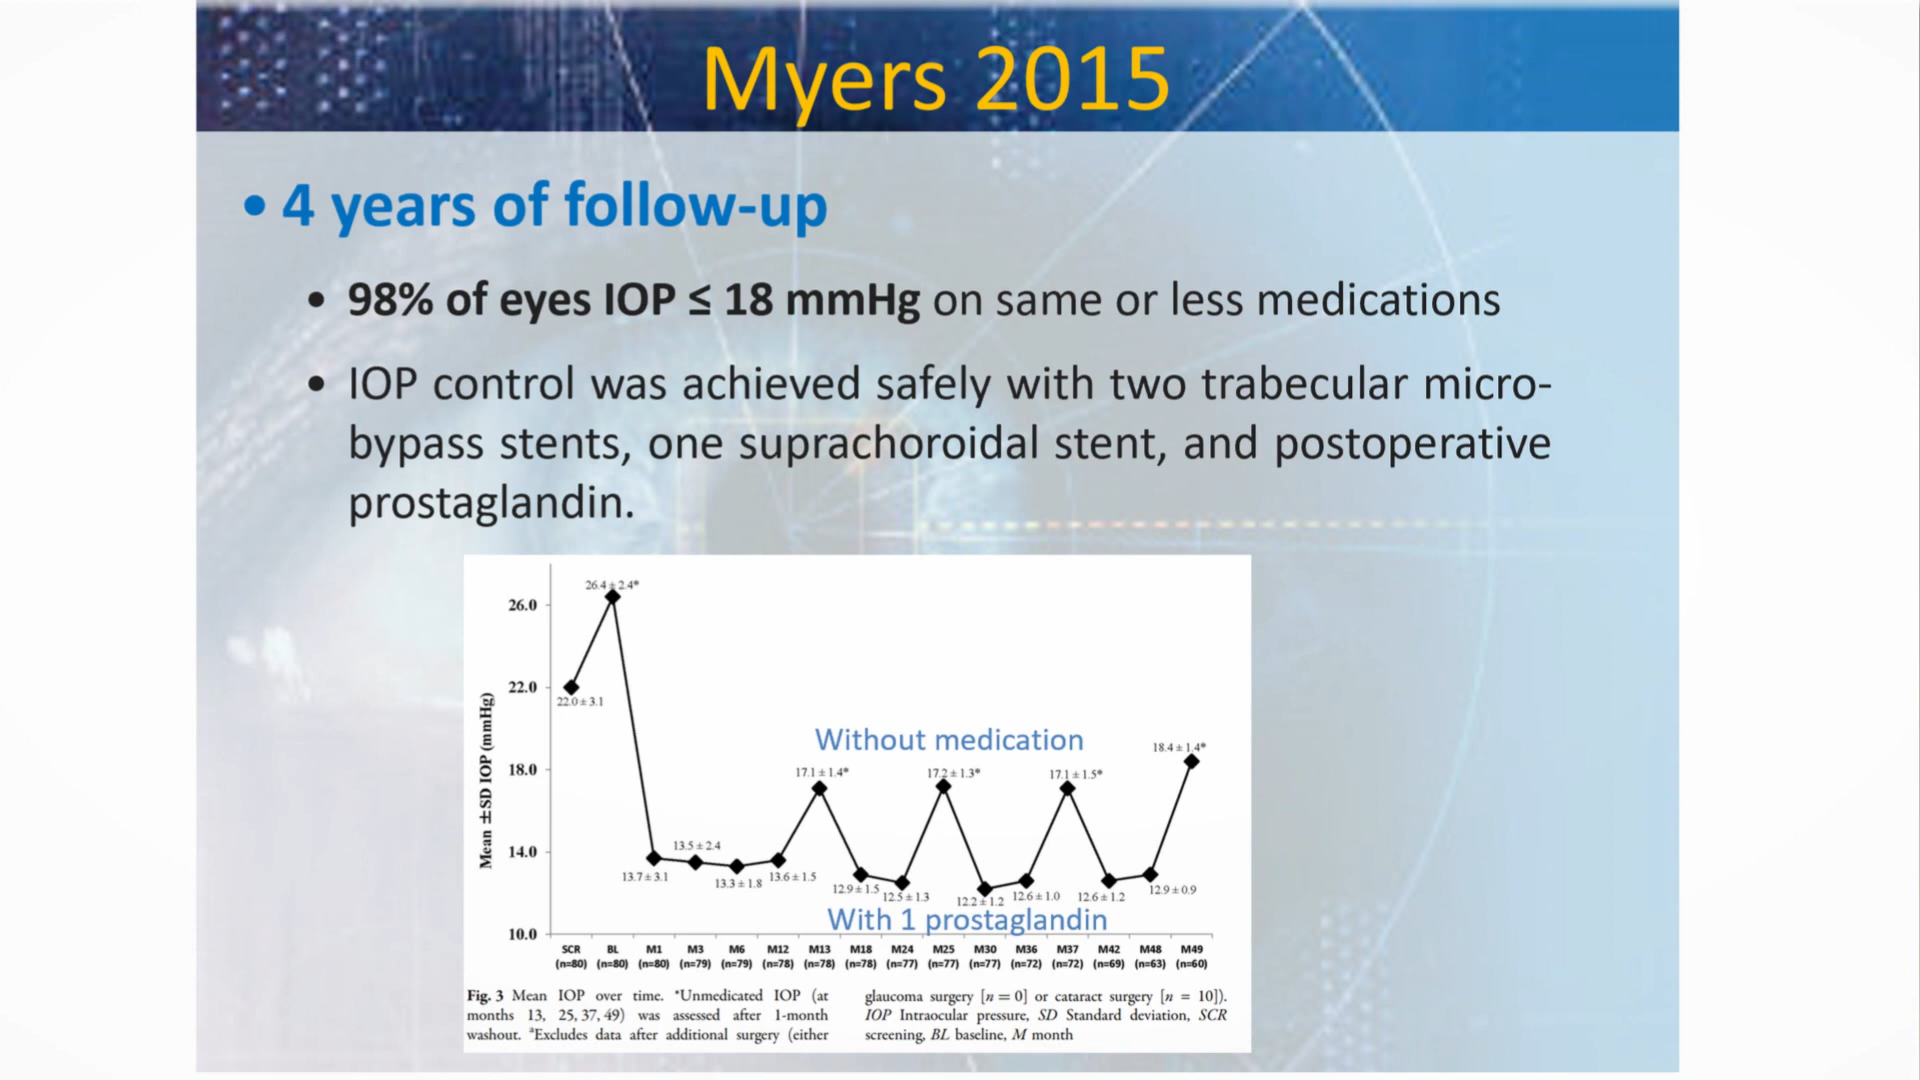 Myers 2015
• 4 years of follow-up
• 98% of eyes IOP ≤ 18 mmHg on same or less medications
• IOP control was achieved safely with two trabecular micro-
bypass stents, one suprachoroidal stent, and postoperative
prostaglandin.
Mean ±SD IOP (mmHg)
26.0
22.0
18.0
14.0
10.0
26.4 ± 2.4*
22.0 ± 3.1
13.7 ± 3.1
13.5 ± 2.4
13.3 ± 1.8
13.6 ± 1.5
17.1 ± 1.4*
12.9 ± 1.5
12.5 ± 1.3
17.2 ± 1.3*
12.2 ± 1.2
12.6 ± 1.0
17.1 ± 1.5*
12.6 ± 1.2
12.9 ± 0.9
18.4 ± 1.4*
Without medication
With 1 prostaglandin
SCR BL M1 M3 M6 M12 M13 M18 M24 M25 M30 M36 M37 M42 M48 M49
(n=80) (n=80) (n=80) (n=79) (n=79) (n=78) (n=78) (n=78) (n=77) (n=77) (n=77) (n=72) (n=72) (n=69) (n=63) (n=60)
Fig. 3 Mean IOP over time. *Unmedicated IOP (at
months 13, 25, 37, 49) was assessed after 1-month
washout. ªExcludes data after additional surgery (either
glaucoma surgery [n = 0] or cataract surgery [n = 10]).
IOP Intraocular pressure, SD Standard deviation, SCR
screening, BL baseline, M month